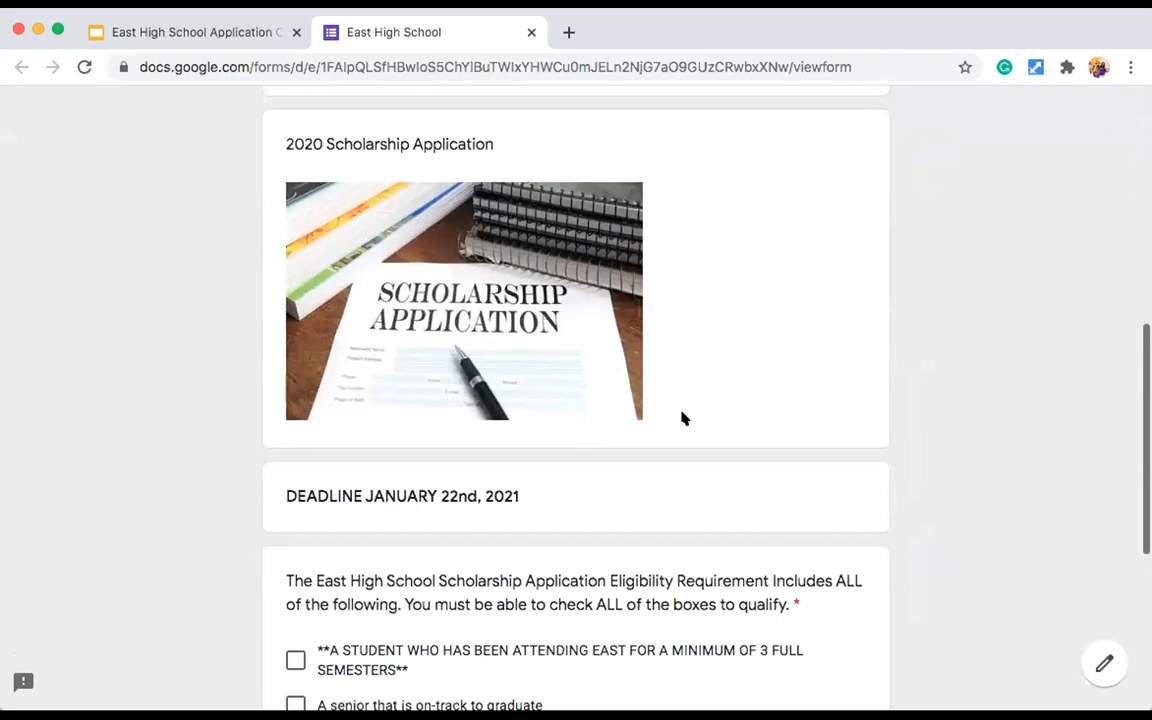 East High School Application C
East High School
docs.google.com/forms/d/e/1FAIpQLSfHBwIoS5ChYlBuTWIxYHWCu0mJELn2NjG7aO9GUzCRwbxXNw/viewform
2020 Scholarship Application
SCHOLARSHIP
APPLICATION
DEADLINE JANUARY 22nd, 2021
The East High School Scholarship Application Eligibility Requirement Includes ALL
of the following. You must be able to check ALL of the boxes to qualify. *
**A STUDENT WHO HAS BEEN ATTENDING EAST FOR A MINIMUM OF 3 FULL
SEMESTERS**
A senior that is on-track to graduate